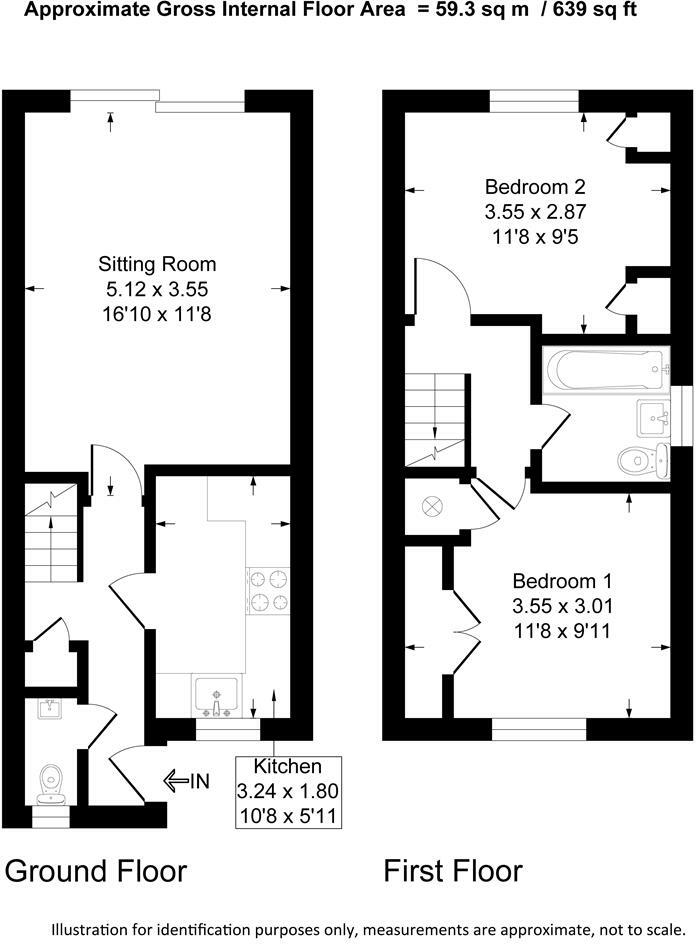 Approximate Gross Internal Floor Area = 59.3 sq m / 639 sq ft
Sitting Room
5.12 x 3.55
16'10 x 11'8
Bedroom 2
3.55 x 2.87
11'8 x 9'5
Bedroom 1
3.55 x 3.01
11'8 x 9'11
IN
Kitchen
3.24 x 1.80
10'8 x 5'11
Ground Floor
First Floor
Illustration for identification purposes only, measurements are approximate, not to scale.